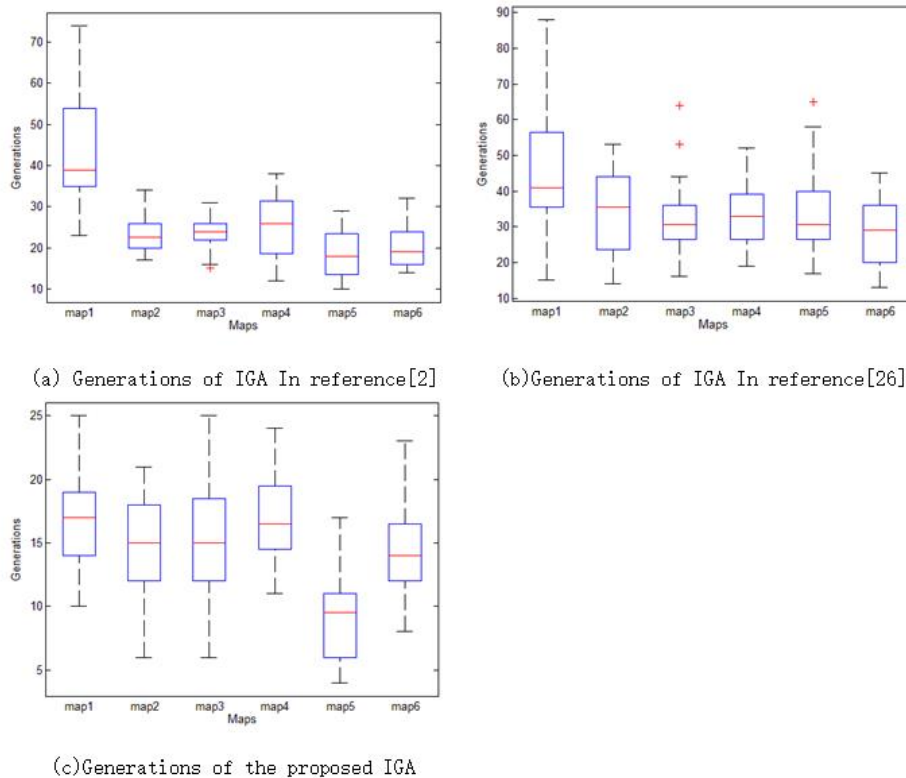 70
60
50
40
30
20
10
Generations
map1 map2 map3 map4 map5 map6
Maps
(a) Generations of IGA In reference[2]
90
80
70
60
50
40
30
20
10
Generations
map1 map2 map3 map4 map5 map6
Maps
(b)Generations of IGA In reference[26]
25
20
15
10
5
Generations
map1 map2 map3 map4 map5 map6
Maps
(c)Generations of the proposed IGA